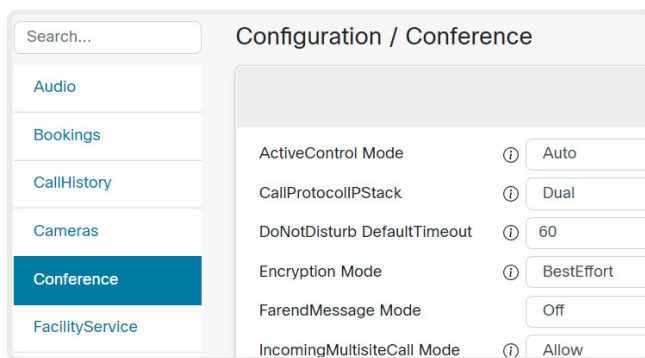 Search...
Configuration / Conference
Audio
Bookings
CallHistory
Cameras
Conference
FacilityService
ActiveControl Mode Auto
CallProtocolIPStack Dual
DoNotDisturb DefaultTimeout 60
Encryption Mode BestEffort
FarendMessage Mode Off
IncomingMultisiteCall Mode Allow